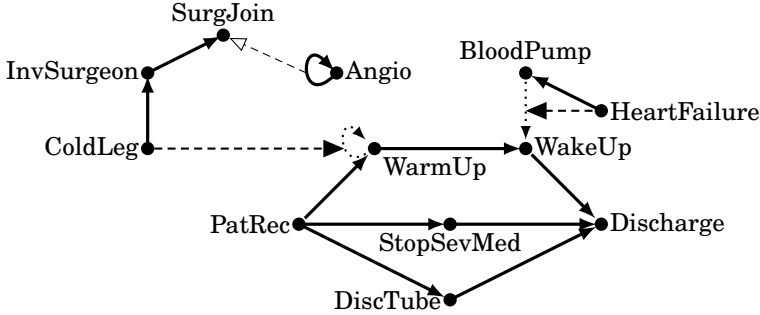 SurgJoin
BloodPump
InvSurgeon
Angio
HeartFailure
ColdLeg
WakeUp
WarmUp
PatRec
Discharge
StopSevMed
DiscTube